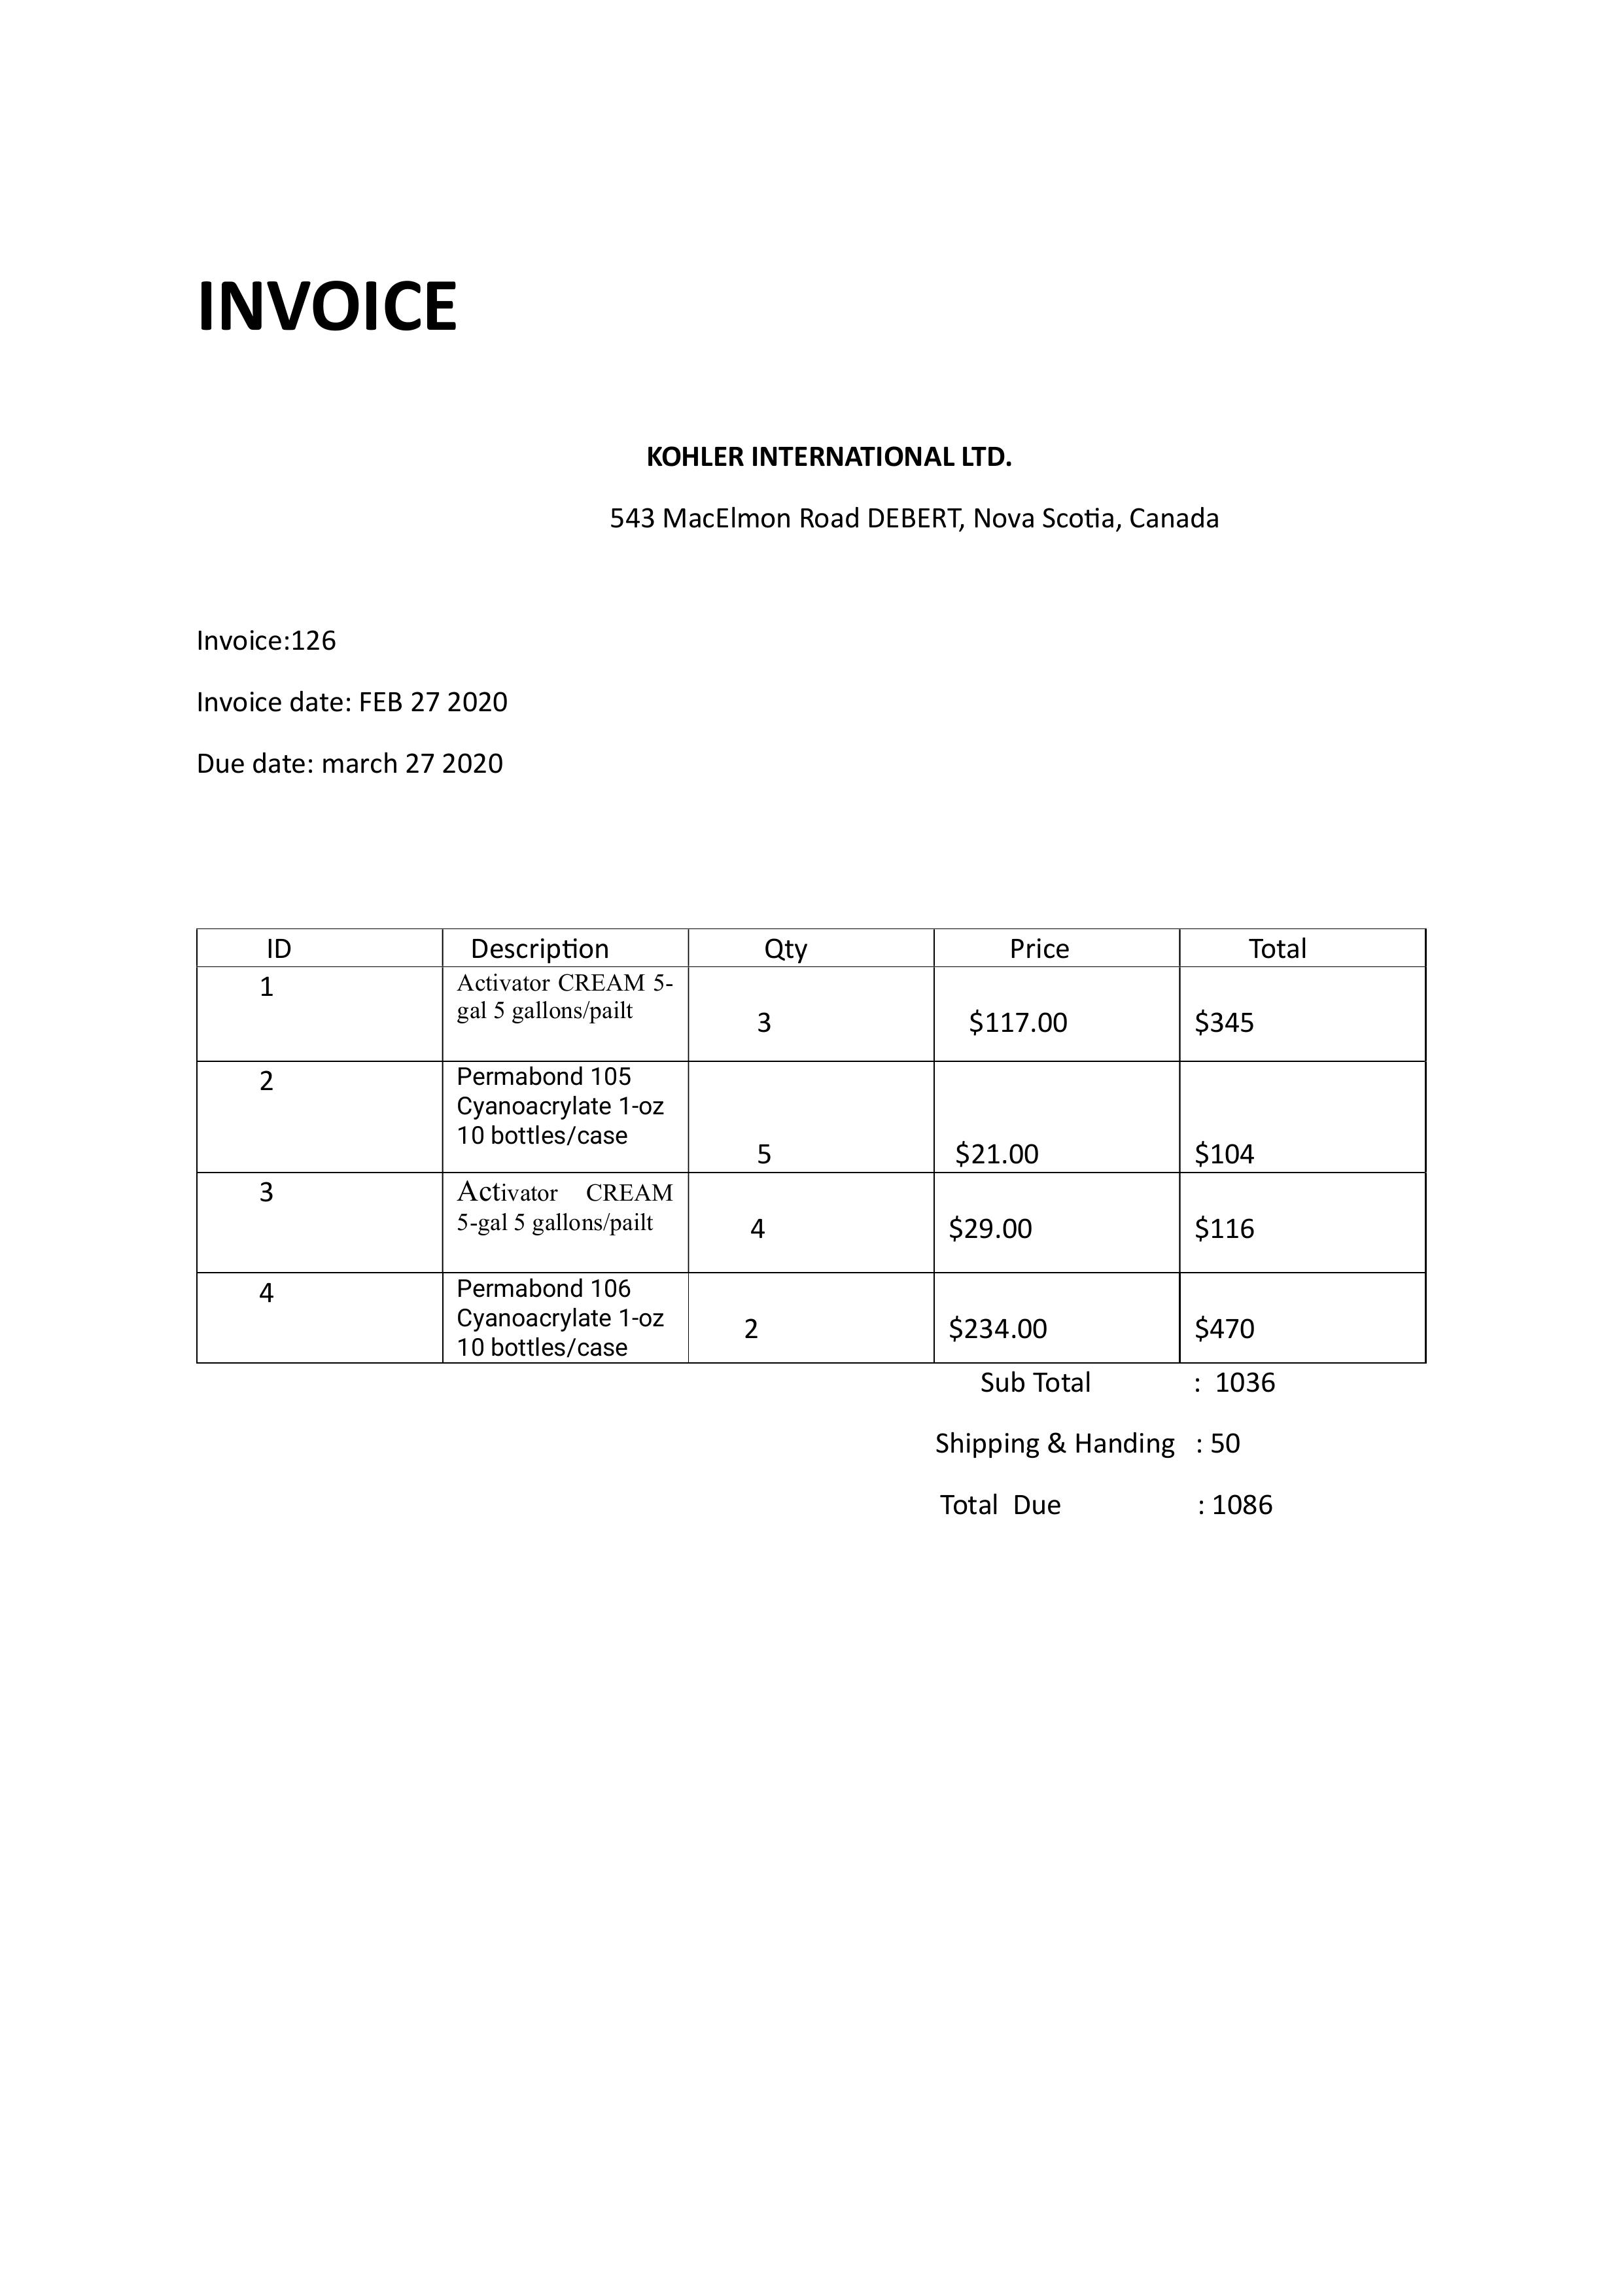 INVOICE
KOHLER INTERNATIONAL LTD.
543 MacElmon Road DEBERT, Nova Scotia, Canada
Invoice:126
Invoice date: FEB 27 2020
Due date: march 27 2020
ID Description Qty Price Total
1 Activator CREAM 5-
gal 5 gallons/pailt
3 $117.00 $345
2 Permabond 105
Cyanoacrylate 1-oz
10 bottles/case
5 $21.00 $104
3 Activator CREAM
5-gal 5 gallons/pailt
4 $29.00 $116
4 Permabond 106
Cyanoacrylate 1-oz
10 bottles/case
2 $234.00 $470
Sub Total : 1036
Shipping & Handing : 50
Total Due : 1086